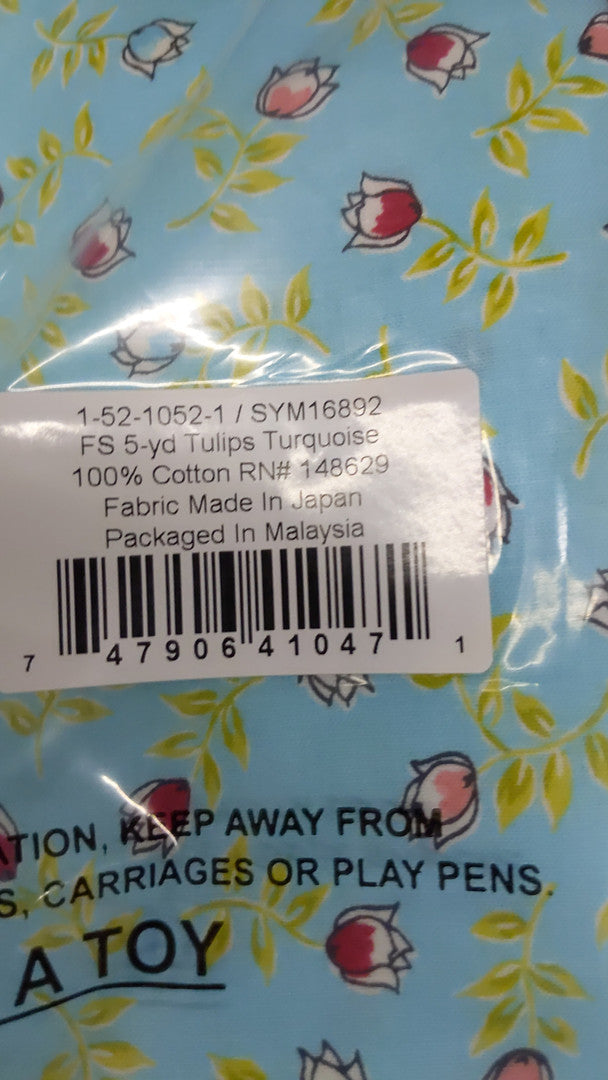 1-52-1052-1 / SYM16892
FS 5-yd Tulips Turquoise
100% Cotton RN# 148629
Fabric Made In Japan
Packaged In Malaysia
7 47906 41047 1
KEEP AWAY FROM
CARRIAGES OR PLAY PENS.
A TOY